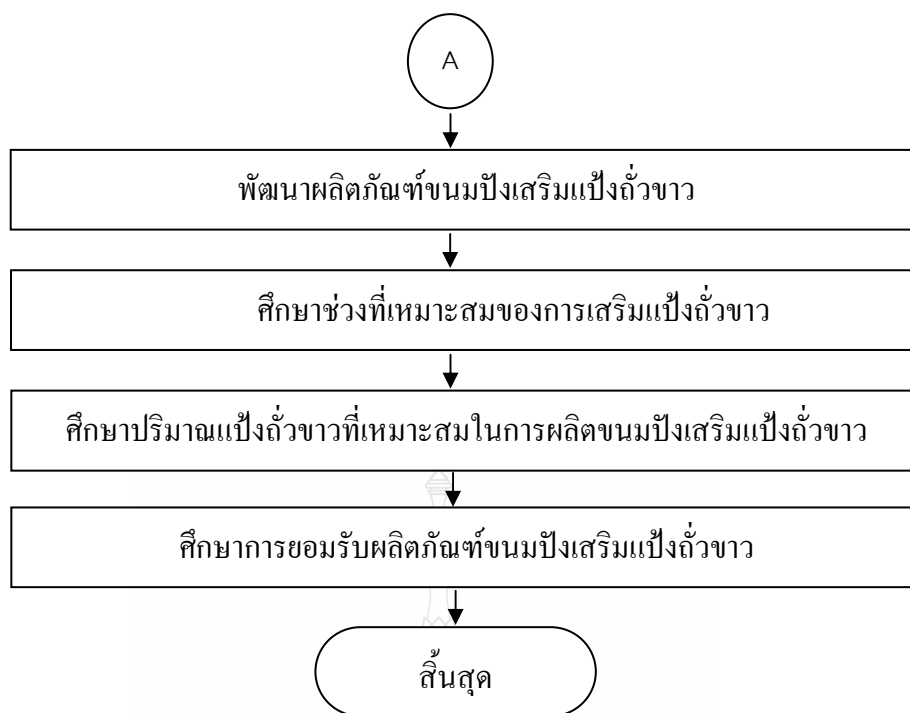 A
พัฒนาผลิตภัณฑ์ขนมปังเสริมแป้งถั่วขาว
ศึกษาช่วงที่เหมาะสมของการเสริมแป้งถั่วขาว
ศึกษาปริมาณแป้งถั่วขาวที่เหมาะสมในการผลิตขนมปังเสริมแป้งถั่วขาว
ศึกษาการยอมรับผลิตภัณฑ์ขนมปังเสริมแป้งถั่วขาว
สิ้นสุด